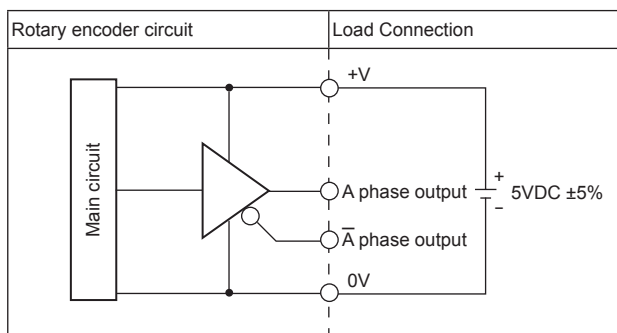 Rotary encoder circuit
Load Connection
Main circuit
+V
A phase output
A̅ phase output
0V
+
5VDC ±5%
−